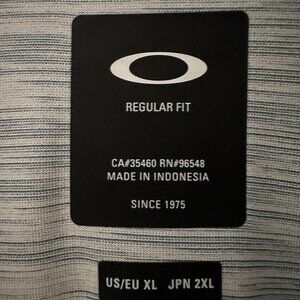 REGULAR FIT
CA#35460 RN#96548
MADE IN INDONESIA
SINCE 1975
US/EU XL JPN 2XL